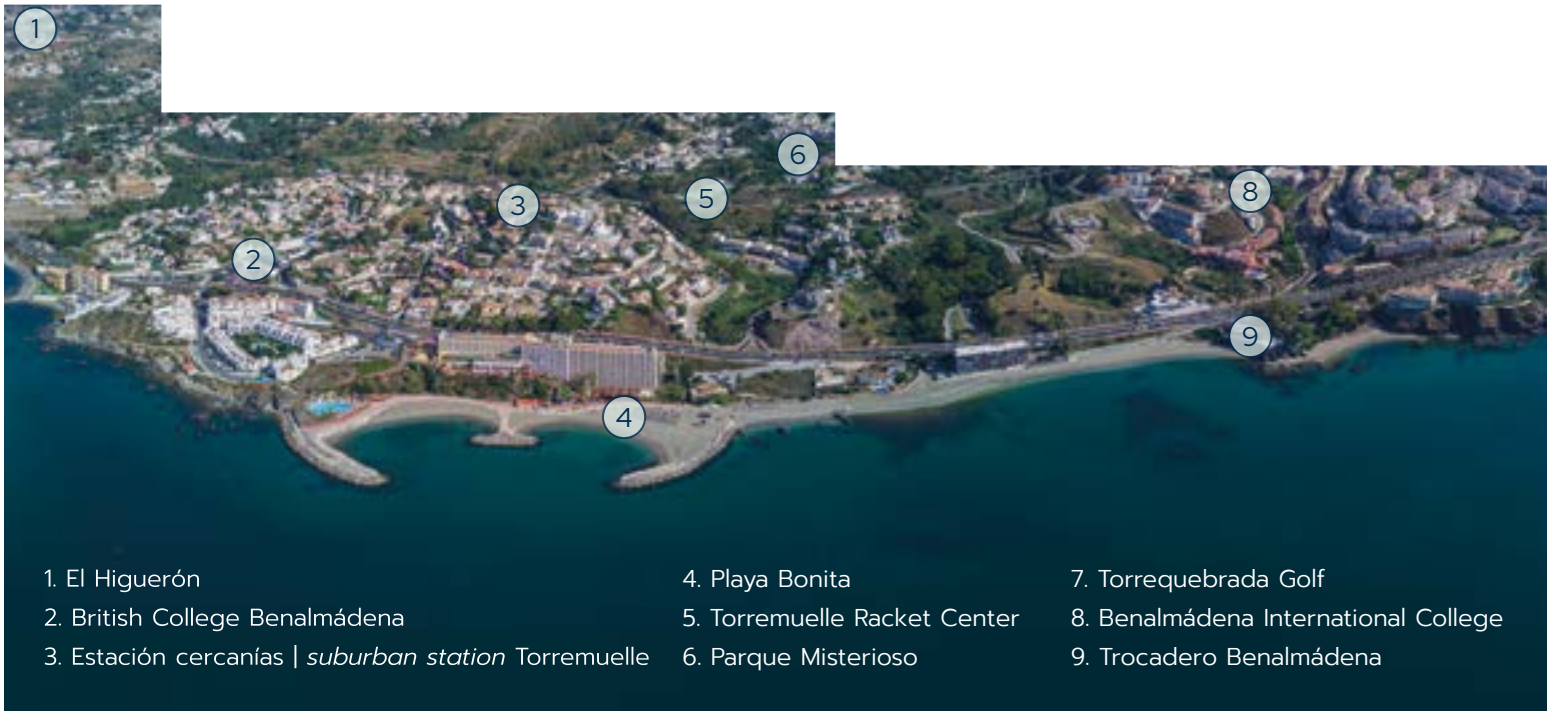 1
6
5
8
3
2
9
4
1. El Higuerón
2. British College Benalmádena
3. Estación cercanías | suburban station Torremuelle
4. Playa Bonita
5. Torremuelle Racket Center
6. Parque Misterioso
7. Torrequebrada Golf
8. Benalmádena International College
9. Trocadero Benalmádena